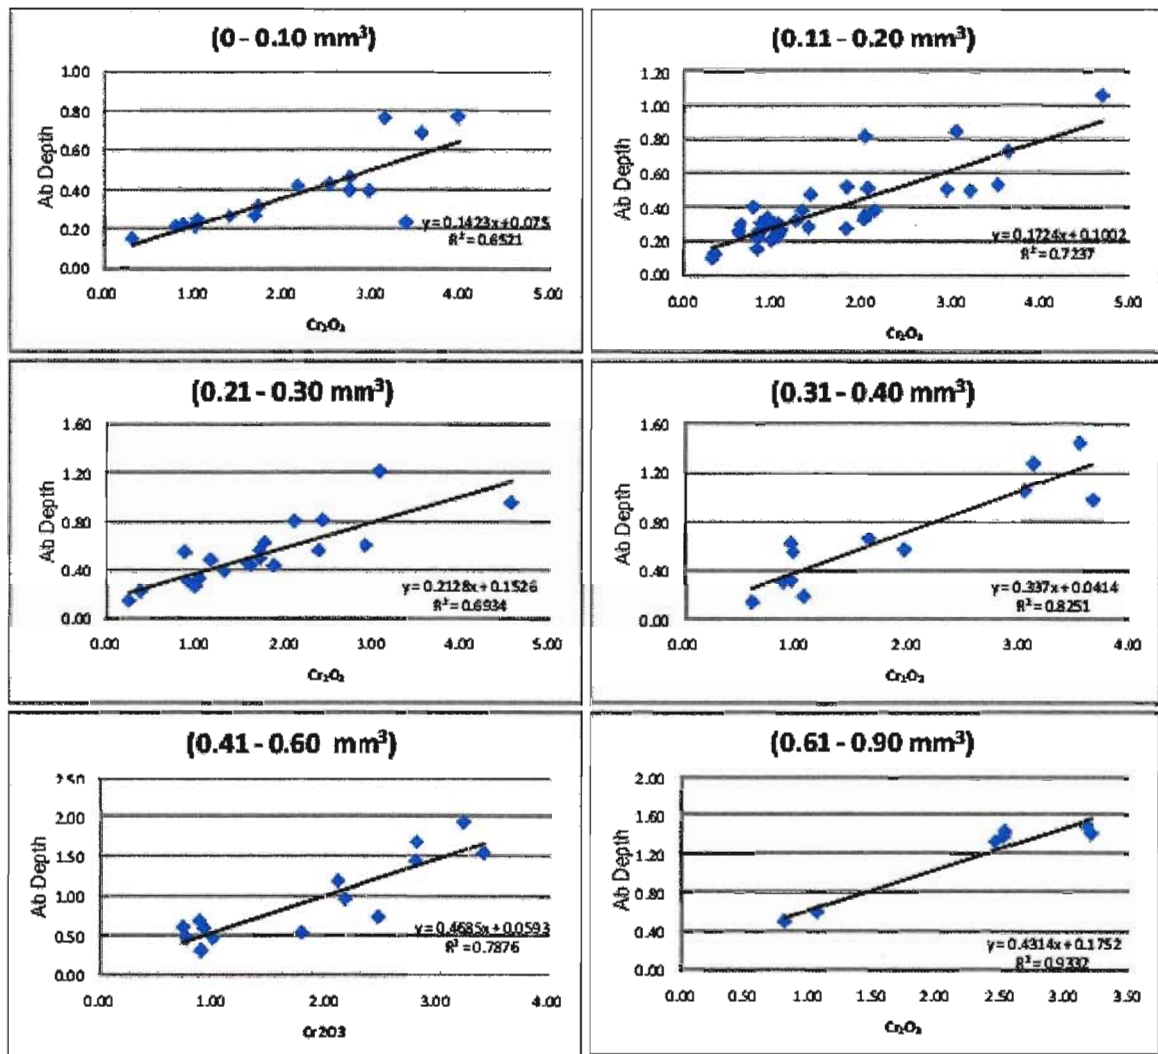 (0 - 0.10 mm³)
1.00
0.80
0.60
0.40
0.20
0.00
Ab Depth
y = 0.1423x + 0.075
R² = 0.6521
0.00 1.00 2.00 3.00 4.00 5.00
Cr₂O₃
(0.11 - 0.20 mm³)
1.20
1.00
0.80
0.60
0.40
0.20
0.00
Ab Depth
y = 0.1724x + 0.1002
R² = 0.7237
0.00 1.00 2.00 3.00 4.00 5.00
Cr₂O₃
(0.21 - 0.30 mm³)
1.60
1.20
0.80
0.40
0.00
Ab Depth
y = 0.2128x + 0.1526
R² = 0.6934
0.00 1.00 2.00 3.00 4.00 5.00
Cr₂O₃
(0.31 - 0.40 mm³)
1.60
1.20
0.80
0.40
0.00
Ab Depth
y = 0.337x + 0.0414
R² = 0.8251
0.00 1.00 2.00 3.00 4.00
Cr₂O₃
(0.41 - 0.60 mm³)
2.50
2.00
1.50
1.00
0.50
0.00
Ab Depth
y = 0.4685x + 0.0593
R² = 0.7876
0.00 1.00 2.00 3.00 4.00
Cr2O3
(0.61 - 0.90 mm³)
2.00
1.60
1.20
0.80
0.40
0.00
Ab Depth
y = 0.4314x + 0.1752
R² = 0.9332
0.00 0.50 1.00 1.50 2.00 2.50 3.00 3.50
Cr₂O₃